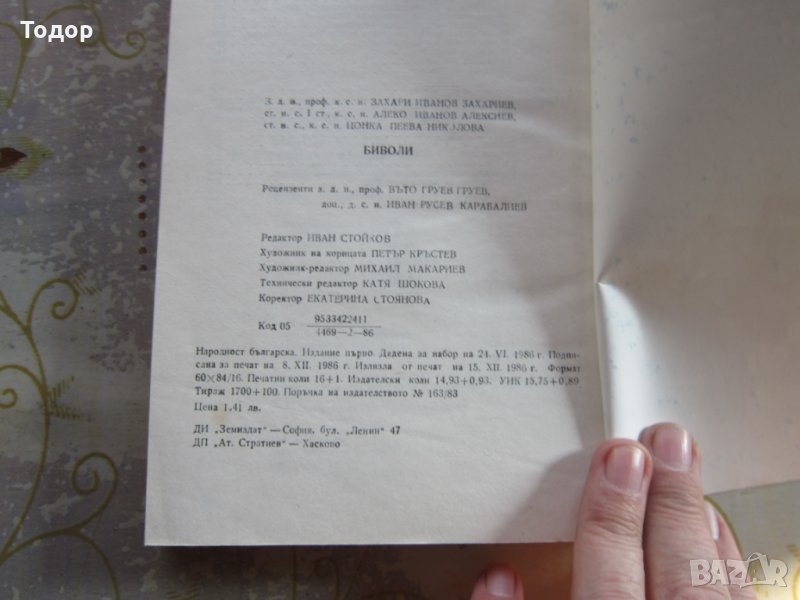 Todor
З. д. в., проф. к. с. н. ЗАХАРИ ИВАНОВ ЗАХАРИЕВ,
ст. н. с. I ст., к. с. н. АЛЕКО ИВАНОВ АЛЕКСИЕВ,
ст. н. с., к. с. н. ЦОНКА ПЕЕВА НИКОЛОВА
БИВОЛИ
Рецензенти з. д. н., проф. ВЪТО ГРУЕВ ГРУЕВ,
доц., д. с. н. ИВАН РУСЕВ КАРАБАЛИЕВ
Редактор ИВАН СТОЙКОВ
Художник на корицата ПЕТЪР КРЪСТЕВ
Художник-редактор МИХАИЛ МАКАРИЕВ
Технически редактор КАТЯ ШОКОВА
Коректор ЕКАТЕРИНА СТОЯНОВА
9533422411
Код 05
4469—2—86
Народност българска. Издание първо. Дадена за набор на 24. VI. 1986 г. Подпи-
сана за печат на 8. XII. 1986 г. Излязла от печат на 15. XII. 1986 г. Формат
60×84/16. Печатни коли 16+1. Издателски коли 14,93+0,93. УИК 15,75+0,89
Тираж 1700+100. Поръчка на издателството № 163/83
Цена 1.41 лв.
ДИ „Земиздат" — София, бул. „Ленин" 47
ДП „Ат. Стратиев" — Хасково
BAZAR